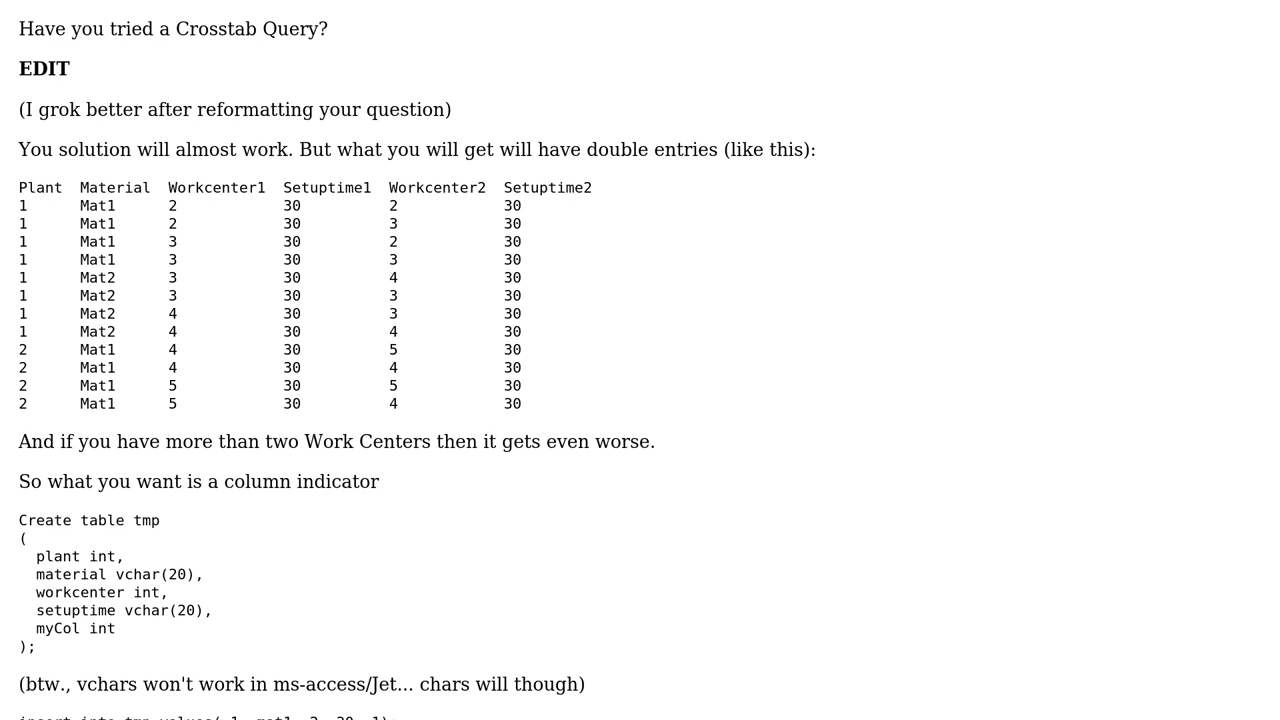 Have you tried a Crosstab Query?
EDIT
(I grok better after reformatting your question)
You solution will almost work. But what you will get will have double entries (like this):
Plant  Material  Workcenter1  Setuptime1  Workcenter2  Setuptime2
1      Mat1      2            30          2            30
1      Mat1      2            30          3            30
1      Mat1      3            30          2            30
1      Mat1      3            30          3            30
1      Mat2      3            30          4            30
1      Mat2      3            30          3            30
1      Mat2      4            30          3            30
1      Mat2      4            30          4            30
2      Mat1      4            30          5            30
2      Mat1      4            30          4            30
2      Mat1      5            30          5            30
2      Mat1      5            30          4            30
And if you have more than two Work Centers then it gets even worse.
So what you want is a column indicator
Create table tmp
(
  plant int,
  material vchar(20),
  workcenter int,
  setuptime vchar(20),
  myCol int
);
(btw., vchars won't work in ms-access/Jet... chars will though)